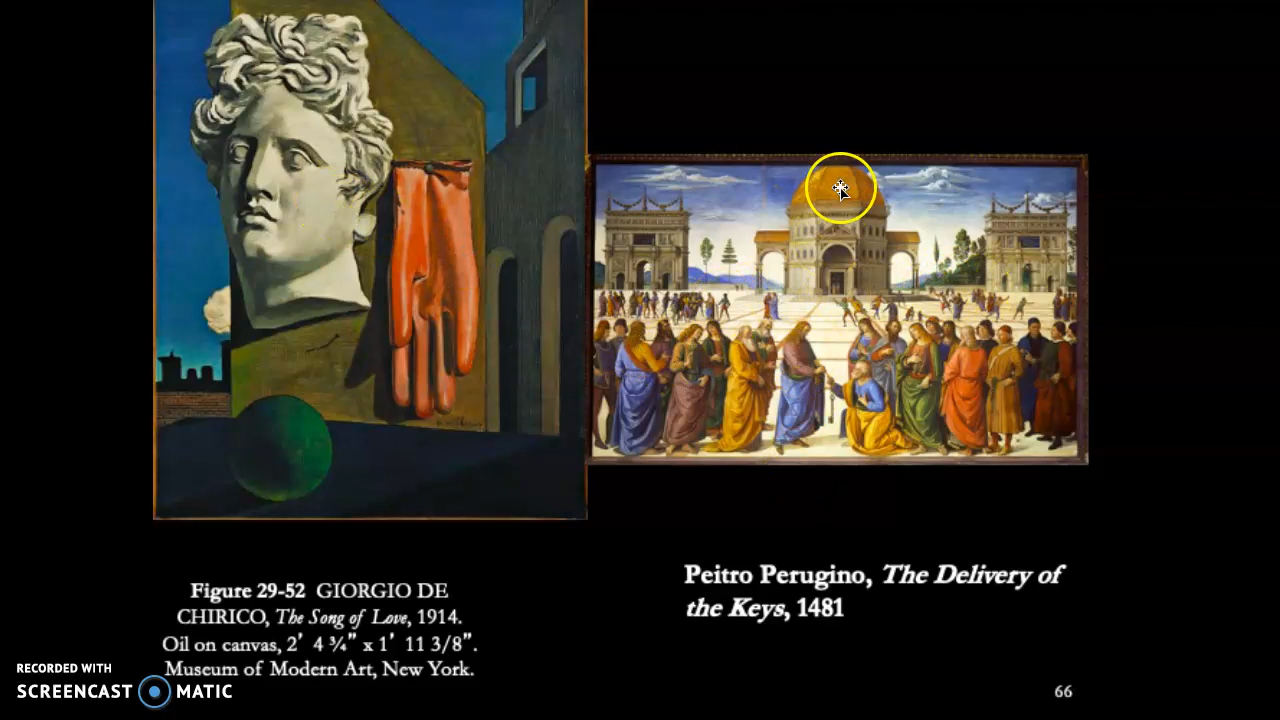 Figure 29-52 GIORGIO DE
CHIRICO, The Song of Love, 1914.
Oil on canvas, 2’ 4 ¾” x 1’ 11 3/8”.
Museum of Modern Art, New York.
Peitro Perugino, The Delivery of
the Keys, 1481
RECORDED WITH
SCREENCAST MATIC
66